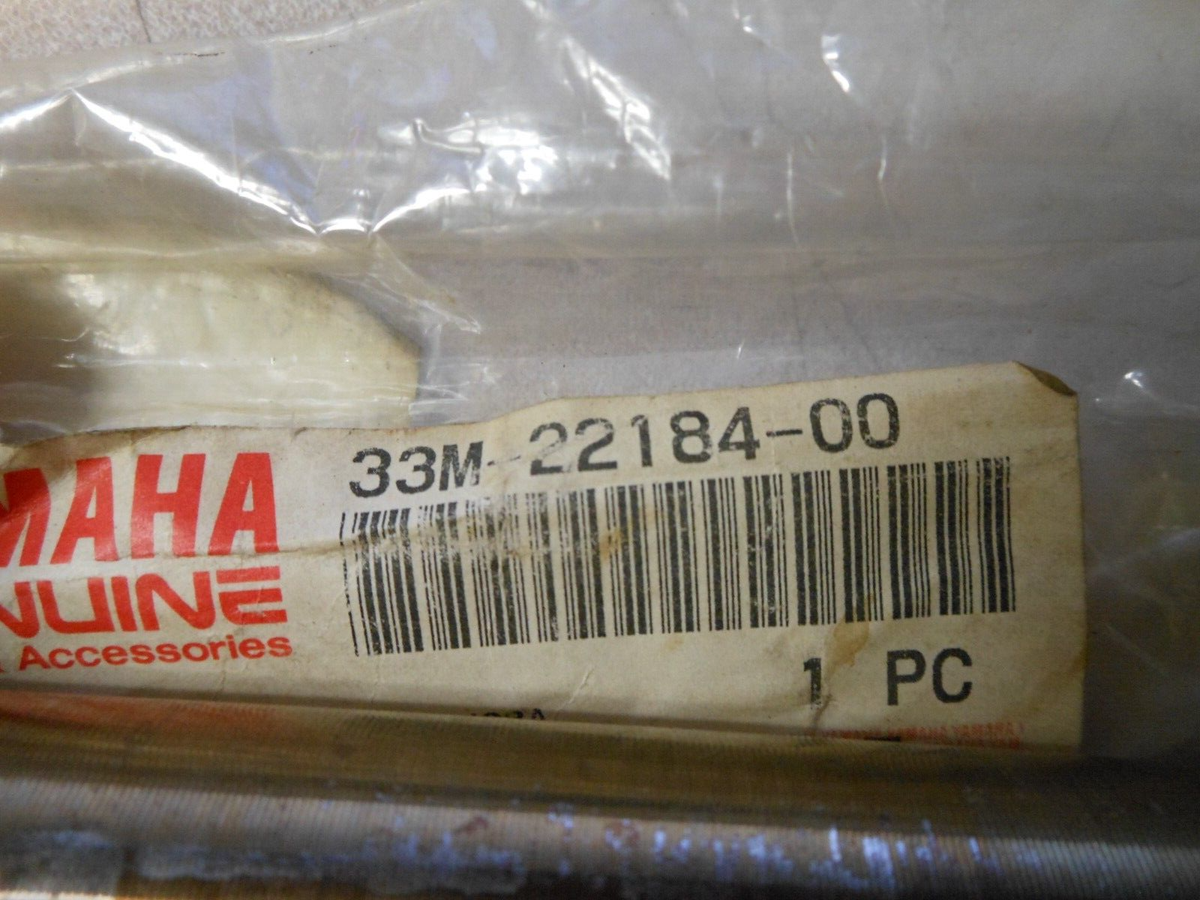 33M-22184-00
MAHA
NUINE
Accessories
1 PC